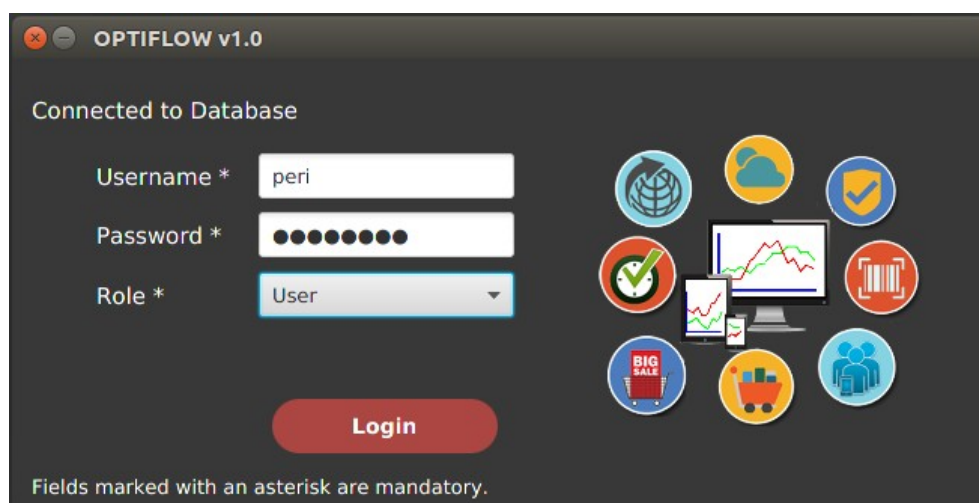 OPTIFLOW v1.0
Connected to Database
Username * peri
Password * ●●●●●●●●
Role * User
BIG
SALE
Login
Fields marked with an asterisk are mandatory.